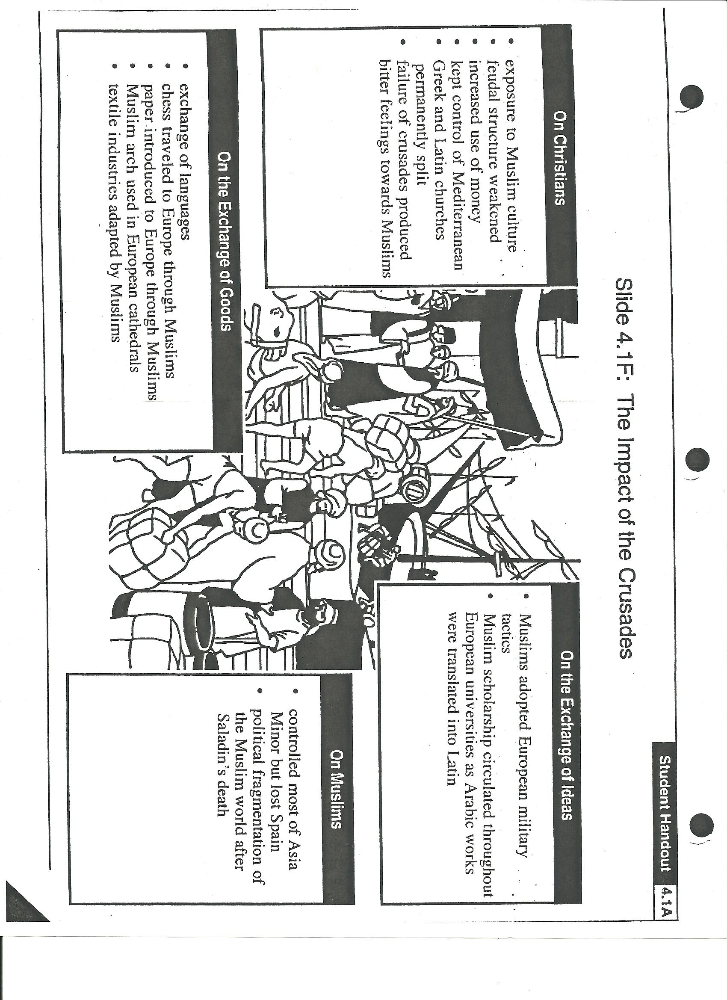 Student Handout 4.1A
Slide 4.1F: The Impact of the Crusades
On Christians
• exposure to Muslim culture
• feudal structure weakened
• increased use of money
• kept control of Mediterranean
• Greek and Latin churches
permanently split
• failure of crusades produced
bitter feelings towards Muslims
On the Exchange of Ideas
• Muslims adopted European military
tactics
• Muslim scholarship circulated throughout
European universities as Arabic works
were translated into Latin
On the Exchange of Goods
• exchange of languages
• chess traveled to Europe through Muslims
• paper introduced to Europe through Muslims
• Muslim arch used in European cathedrals
• textile industries adapted by Muslims
On Muslims
• controlled most of Asia
Minor but lost Spain
• political fragmentation of
the Muslim world after
Saladin's death